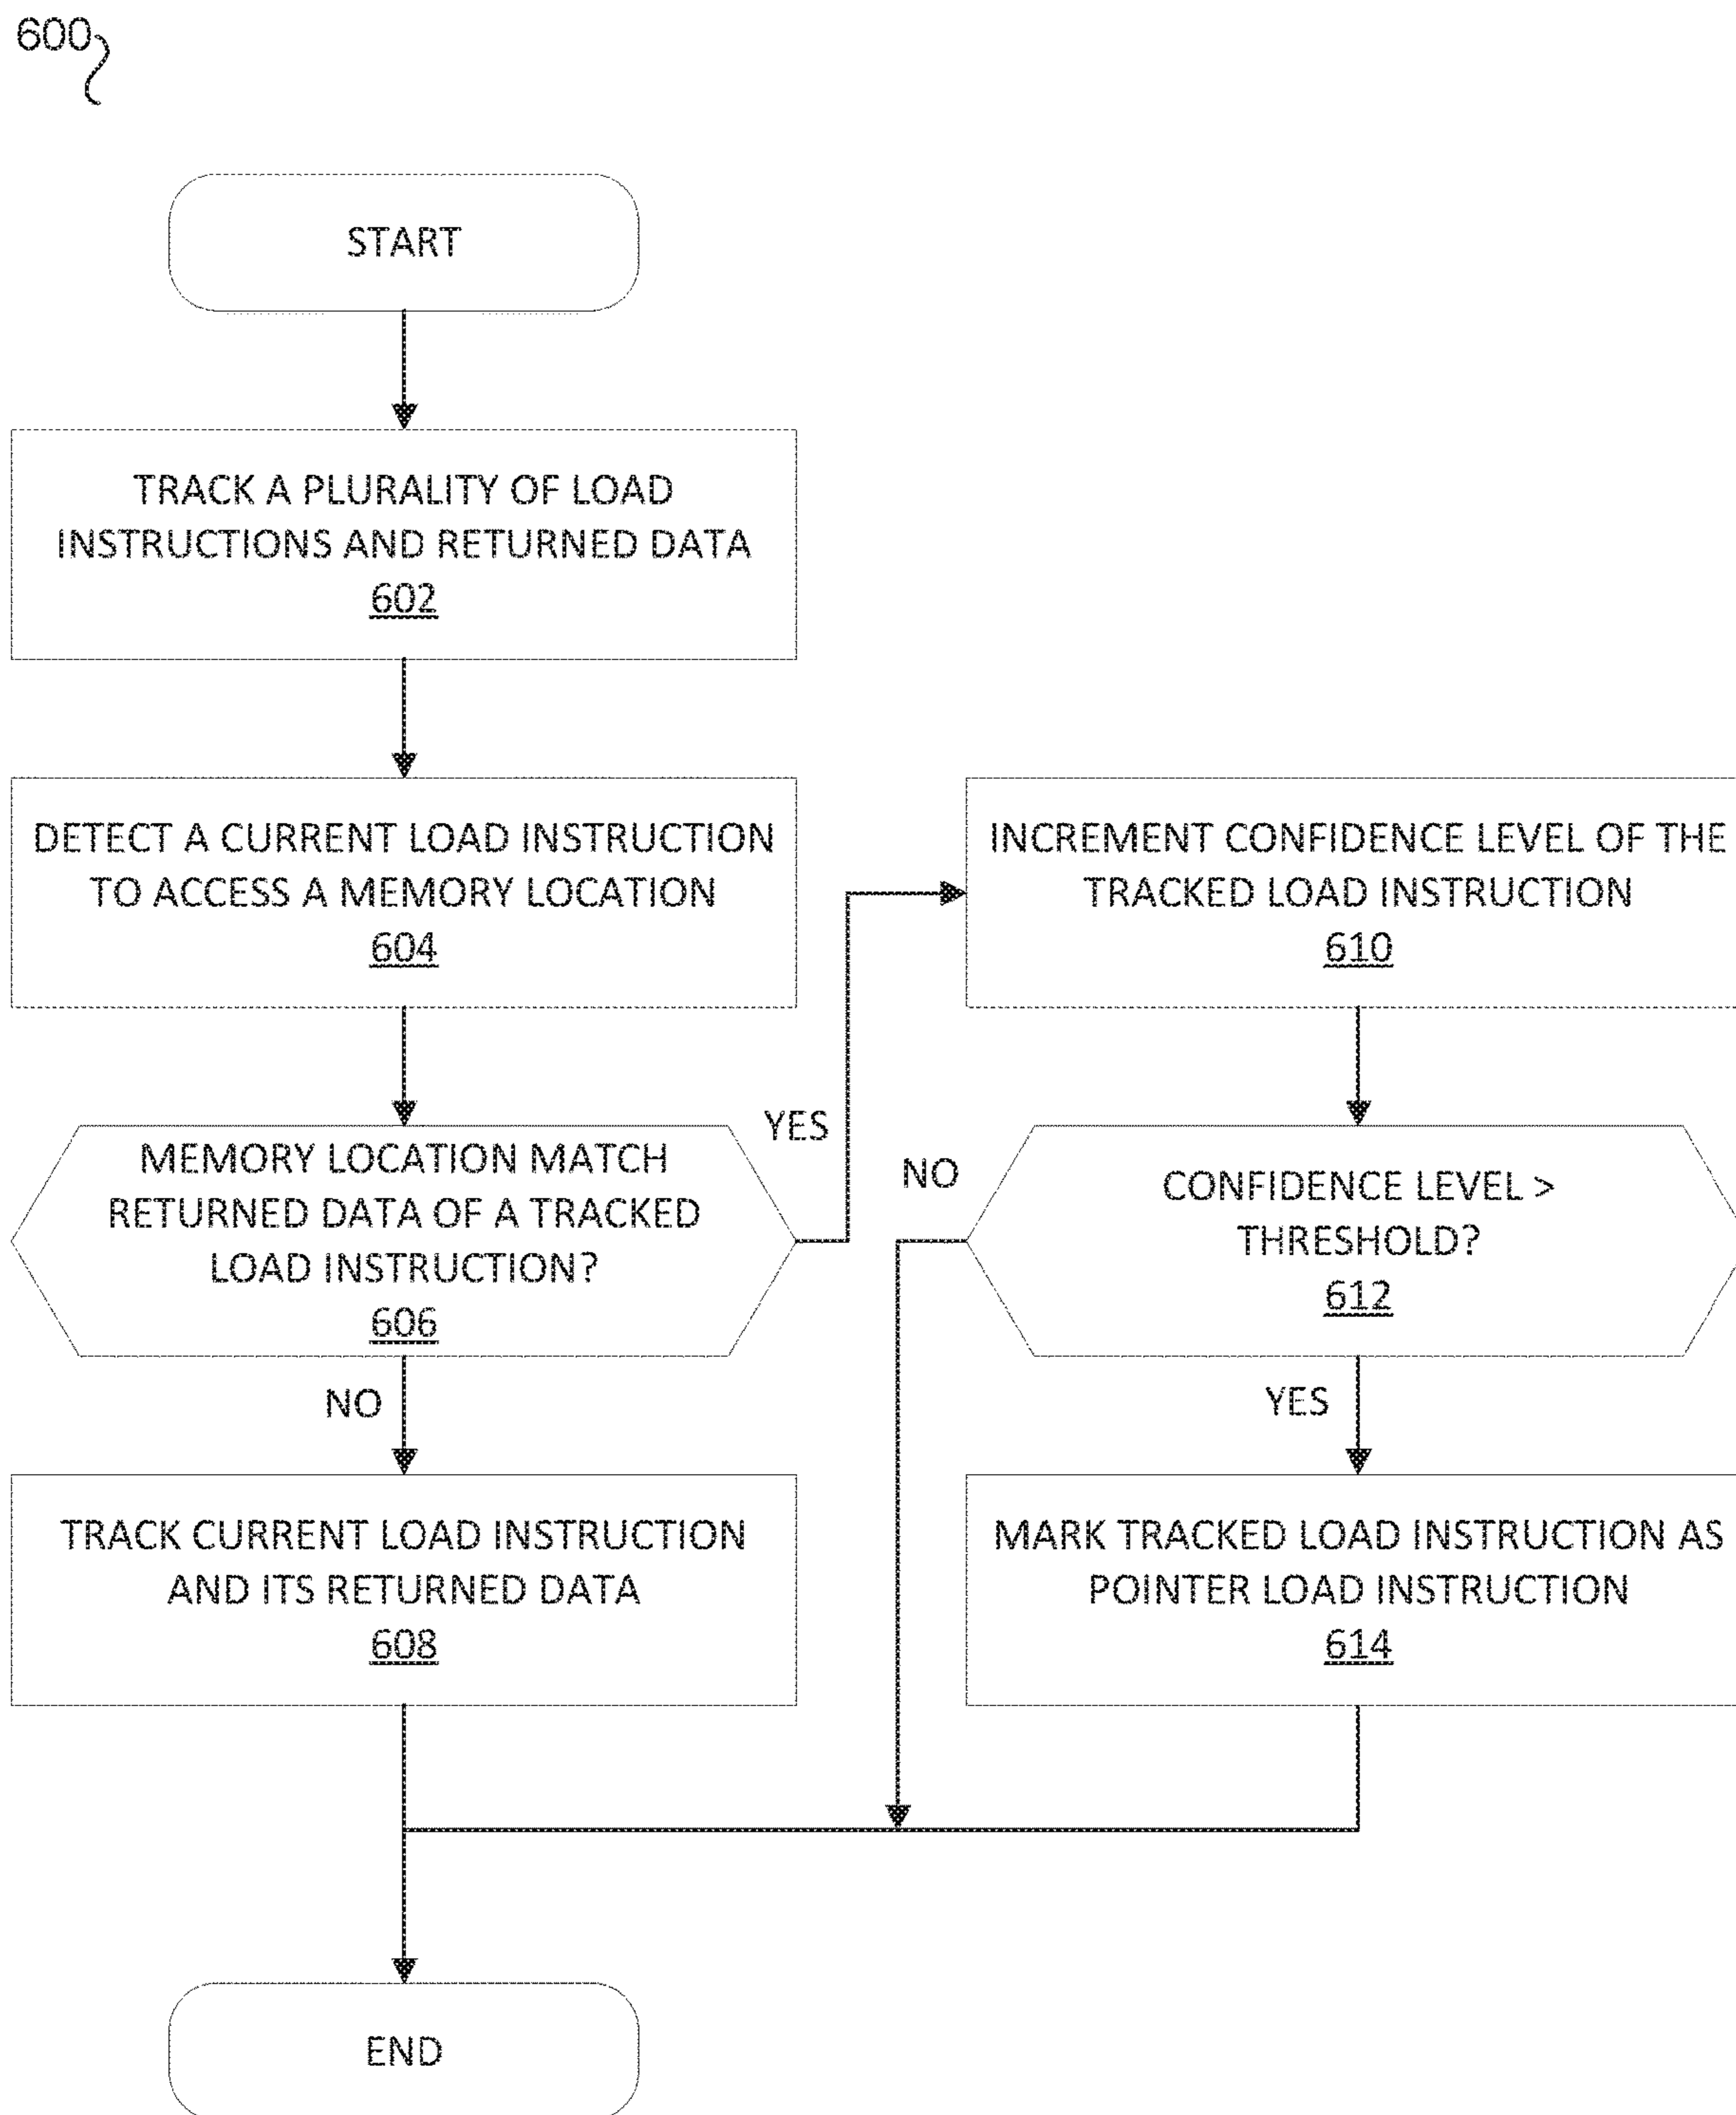 600
START
TRACK A PLURALITY OF LOAD
INSTRUCTIONS AND RETURNED DATA
602
DETECT A CURRENT LOAD INSTRUCTION
TO ACCESS A MEMORY LOCATION
604
MEMORY LOCATION MATCH
RETURNED DATA OF A TRACKED
LOAD INSTRUCTION?
606
YES
NO
TRACK CURRENT LOAD INSTRUCTION
AND ITS RETURNED DATA
608
INCREMENT CONFIDENCE LEVEL OF THE
TRACKED LOAD INSTRUCTION
610
NO
CONFIDENCE LEVEL >
THRESHOLD?
612
YES
MARK TRACKED LOAD INSTRUCTION AS
POINTER LOAD INSTRUCTION
614
END